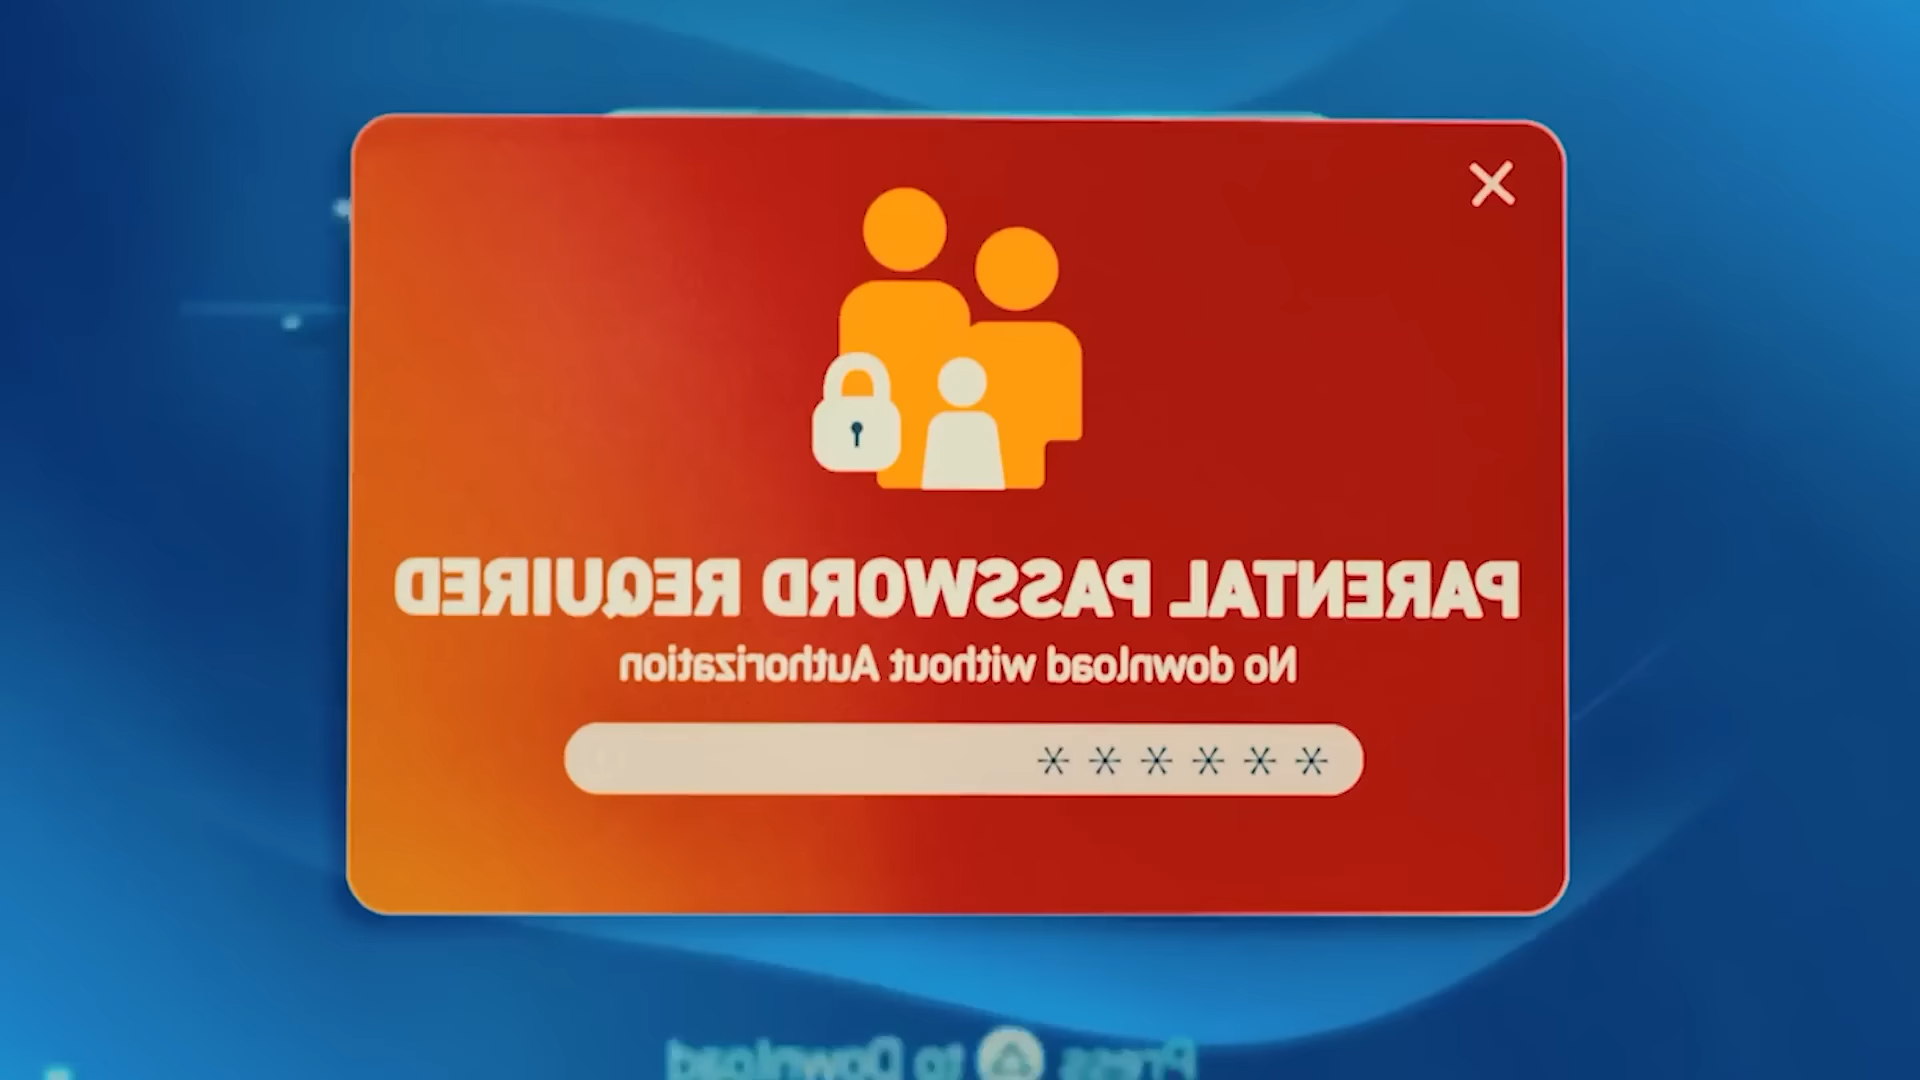 PARENTAL PASSWORD REQUIRED
No download without Authorization
******
Press to Download